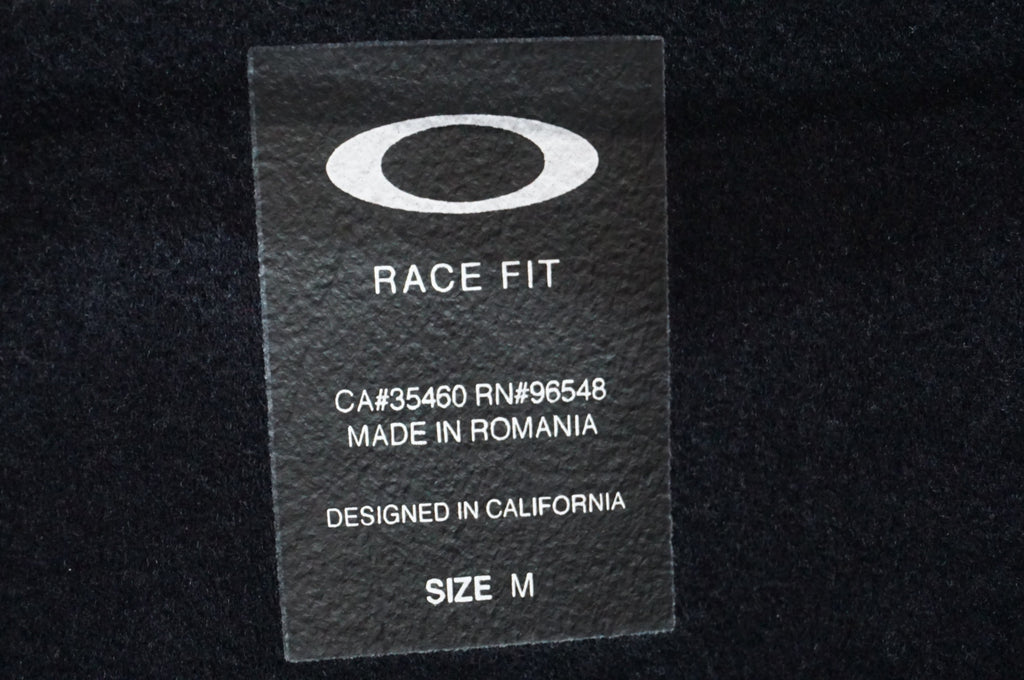 RACE FIT
CA#35460 RN#96548
MADE IN ROMANIA
DESIGNED IN CALIFORNIA
SIZE M